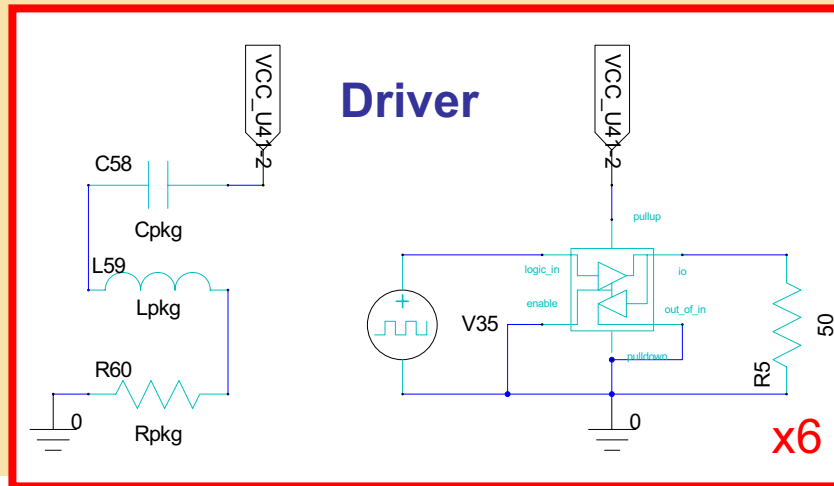 Driver
VCC_U41-2
VCC_U41-2
C58
Cpkg
L59
Lpkg
R60
Rpkg
0
pullup
logic_in
io
enable
out_of_in
V35
pulldown
R5
50
0
x6